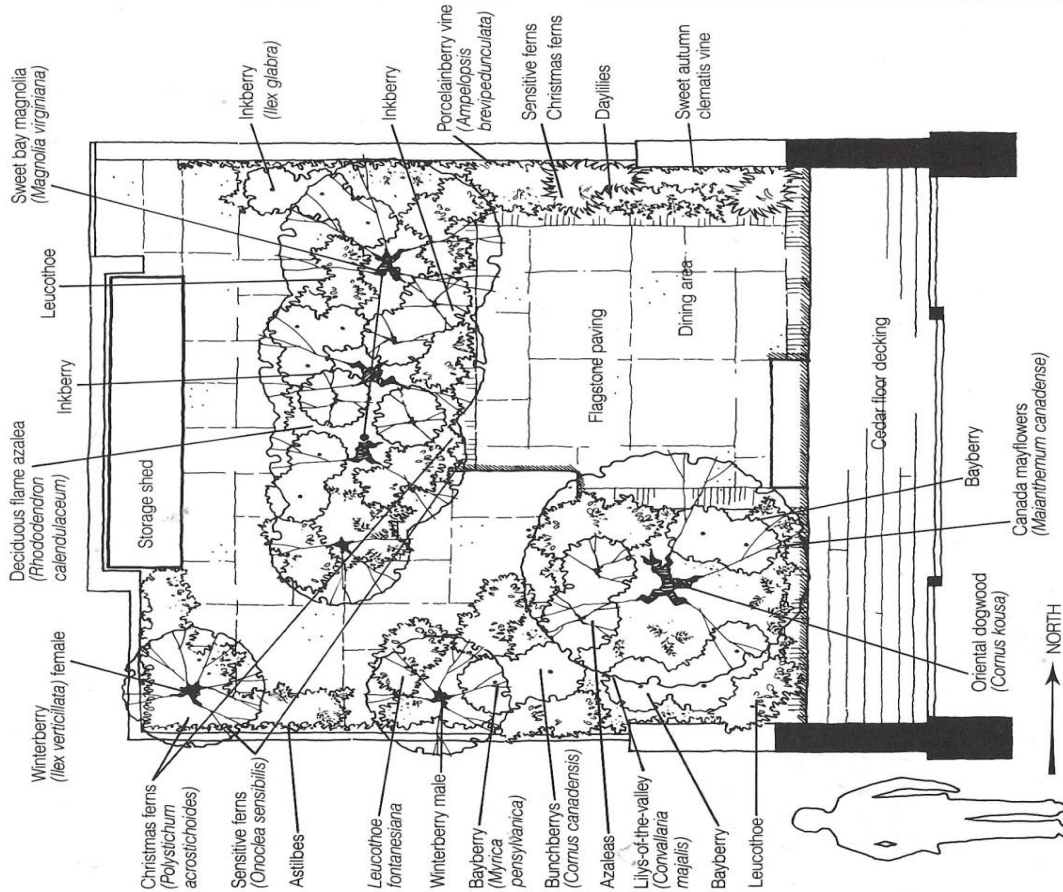 Sweet bay magnolia
(Magnolia virginiana)
Leucothoe
Inkberry
Deciduous flame azalea
(Rhododendron
calendulaceum)
Winterberry
(Ilex verticillata) female
Christmas ferns
(Polystichum
acrostichoides)
Sensitive ferns
(Onoclea sensibilis)
Astilbes
Leucothoe
fontanesiana
Winterberry male
Bayberry
(Myrica
pensylvanica)
Bunchberrys
(Cornus canadensis)
Azaleas
Lilys-of-the-valley
(Convallaria
majalis)
Bayberry
Leucothoe
Storage shed
Flagstone paving
Dining area
Cedar floor decking
Inkberry
(Ilex glabra)
Inkberry
Porcelainberry vine
(Ampelopsis
brevipedunculata)
Sensitive ferns
Christmas ferns
Daylilies
Sweet autumn
clematis vine
Oriental dogwood
(Cornus kousa)
Canada mayflowers
(Maianthemum canadense)
Bayberry
NORTH